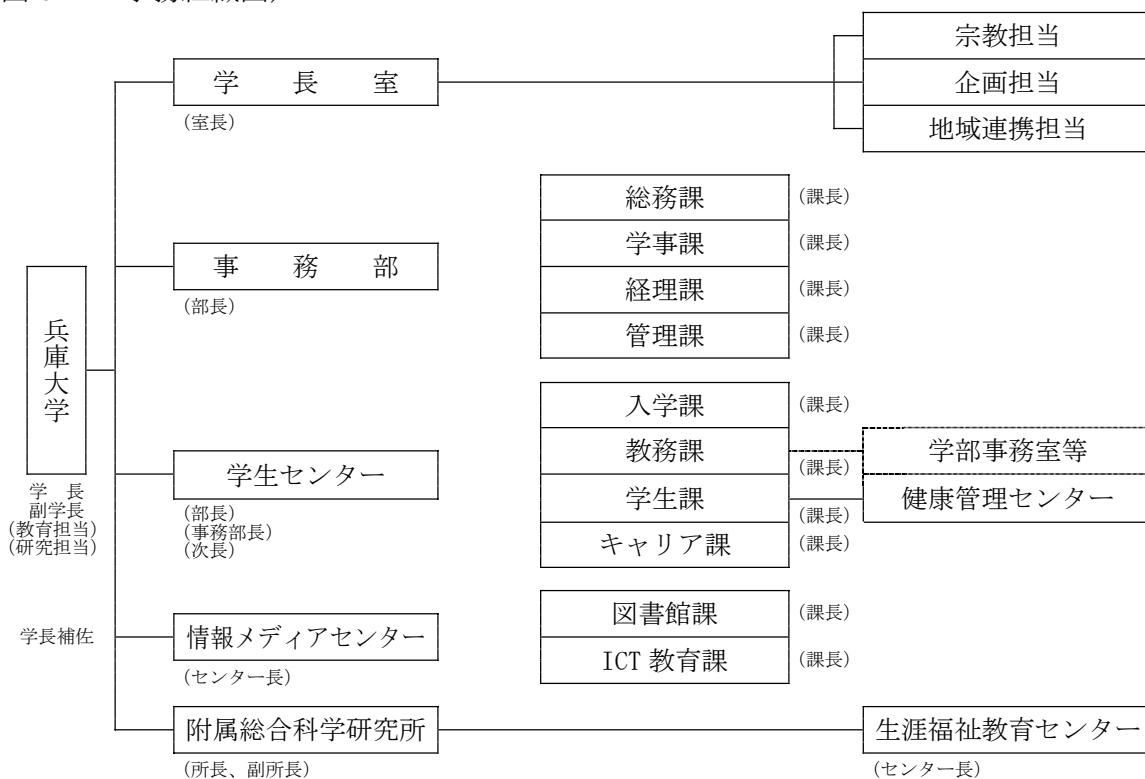 宗教担当
学長室
企画担当
(室長)
地域連携担当
総務課 (課長)
学事課 (課長)
事務部
経理課 (課長)
(部長)
管理課 (課長)
兵庫大学
学長
副学長
(教育担当)
(研究担当)
学長補佐
入学課 (課長)
教務課 (課長)
学部事務室等
学生センター
(部長)
(事務部長)
(次長)
学生課 (課長)
健康管理センター
キャリア課 (課長)
図書館課 (課長)
情報メディアセンター
(センター長)
ICT 教育課 (課長)
附属総合科学研究所
(所長、副所長)
生涯福祉教育センター
(センター長)